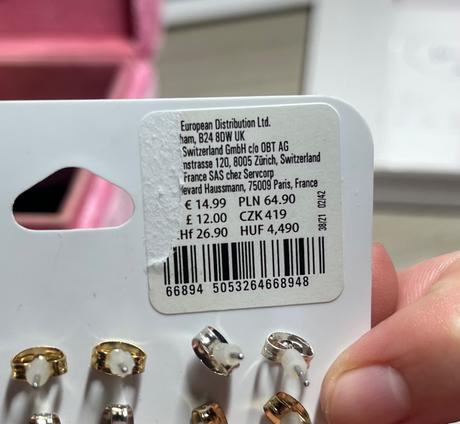 European Distribution Ltd.
ham, B24 8DW UK
Switzerland GmbH c/o OBT AG
nstrasse 120, 8005 Zürich, Switzerland
France SAS chez Servcorp
levard Haussmann, 75009 Paris, France
€ 14.99 PLN 64.90
£ 12.00 CZK 419
Hf 26.90 HUF 4,490
38/21 02/42
66894 5053264668948